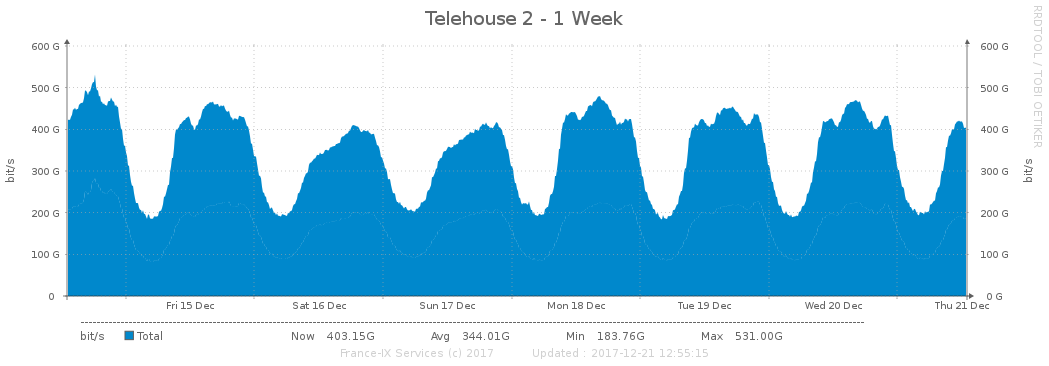 Telehouse 2 - 1 Week
RRDTOOL / TOBI OETIKER
600 G 600 G
500 G 500 G
400 G 400 G
300 G 300 G
200 G 200 G
100 G 100 G
0 0 G
bit/s bit/s
Fri 15 Dec Sat 16 Dec Sun 17 Dec Mon 18 Dec Tue 19 Dec Wed 20 Dec Thu 21 Dec
bit/s Total Now 403.15G Avg 344.01G Min 183.76G Max 531.00G
France-IX Services (c) 2017 Updated : 2017-12-21 12:55:15